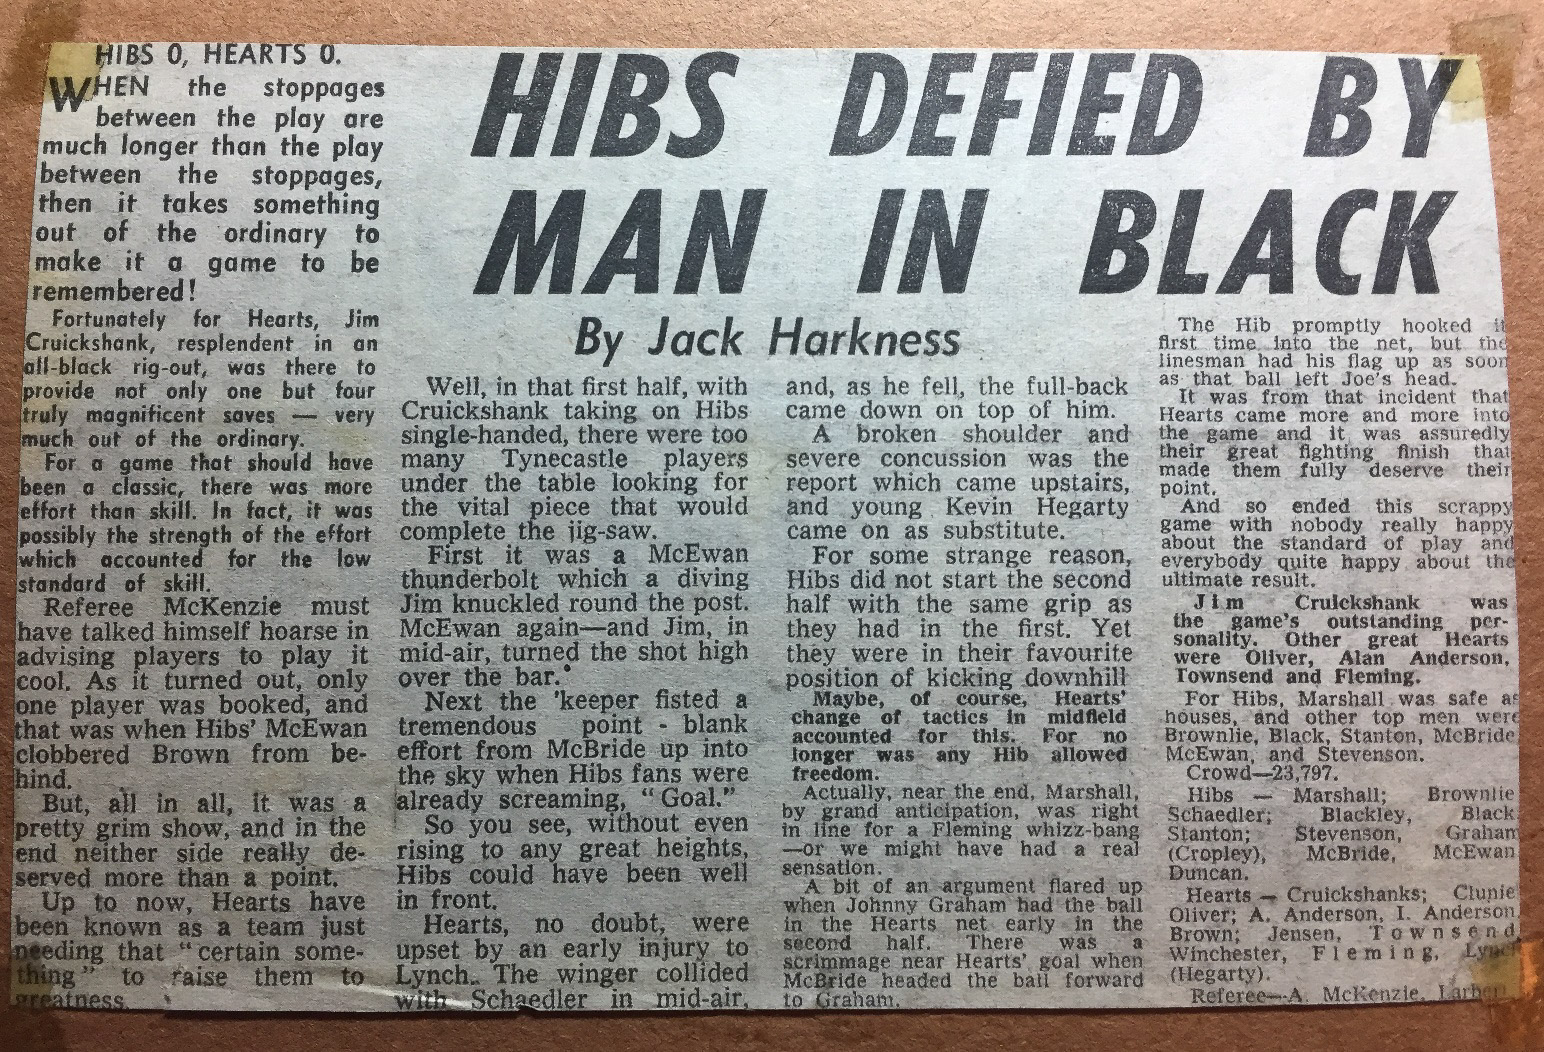 HIBS DEFIED BY
MAN IN BLACK
By Jack Harkness
HIBS 0, HEARTS 0.
WHEN the stoppages
between the play are
much longer than the play
between the stoppages,
then it takes something
out of the ordinary to
make it a game to be
remembered!
Fortunately for Hearts, Jim
Cruickshank, resplendent in an
all-black rig-out, was there to
provide not only one but four
truly magnificent saves — very
much out of the ordinary.
For a game that should have
been a classic, there was more
effort than skill. In fact, it was
possibly the strength of the effort
which accounted for the low
standard of skill.
Referee McKenzie must
have talked himself hoarse in
advising players to play it
cool. As it turned out, only
one player was booked, and
that was when Hibs' McEwan
clobbered Brown from be-
hind.
But, all in all, it was a
pretty grim show, and in the
end neither side really de-
served more than a point.
Up to now, Hearts have
been known as a team just
needing that "certain some-
thing" to raise them to
greatness.
Well, in that first half, with
Cruickshank taking on Hibs
single-handed, there were too
many Tynecastle players
under the table looking for
the vital piece that would
complete the jig-saw.
First it was a McEwan
thunderbolt which a diving
Jim knuckled round the post.
McEwan again—and Jim, in
mid-air, turned the shot high
over the bar.
Next the 'keeper fisted a
tremendous point - blank
effort from McBride up into
the sky when Hibs fans were
already screaming, "Goal."
So you see, without even
rising to any great heights,
Hibs could have been well
in front.
Hearts, no doubt, were
upset by an early injury to
Lynch. The winger collided
with Schaedler in mid-air,
and, as he fell, the full-back
came down on top of him.
A broken shoulder and
severe concussion was the
report which came upstairs,
and young Kevin Hegarty
came on as substitute.
For some strange reason,
Hibs did not start the second
half with the same grip as
they had in the first. Yet
they were in their favourite
position of kicking downhill
Maybe, of course, Hearts'
change of tactics in midfield
accounted for this. For no
longer was any Hib allowed
freedom.
Actually, near the end, Marshall,
by grand anticipation, was right
in line for a Fleming whizz-bang
—or we might have had a real
sensation.
A bit of an argument flared up
when Johnny Graham had the ball
in the Hearts net early in the
second half. There was a
scrimmage near Hearts' goal when
McBride headed the ball forward
to Graham.
The Hib promptly hooked it
first time into the net, but the
linesman had his flag up as soon
as that ball left Joe's head.
It was from that incident that
Hearts came more and more into
the game and it was assuredly
their great fighting finish that
made them fully deserve their
point.
And so ended this scrappy
game with nobody really happy
about the standard of play and
everybody quite happy about the
ultimate result.
Jim Cruickshank was
the game's outstanding per-
sonality. Other great Hearts
were Oliver, Alan Anderson,
Townsend and Fleming.
For Hibs, Marshall was safe as
houses, and other top men were
Brownlie, Black, Stanton, McBride
McEwan, and Stevenson.
Crowd—23,797.
Hibs — Marshall; Brownlie
Schaedler; Blackley, Black
Stanton; Stevenson, Graham
(Cropley), McBride, McEwan
Duncan.
Hearts — Cruickshanks; Clunie
Oliver; A. Anderson, I. Anderson
Brown; Jensen, Townsend
Winchester, Fleming, Lynch
(Hegarty).
Referee—A. McKenzie, Larbert